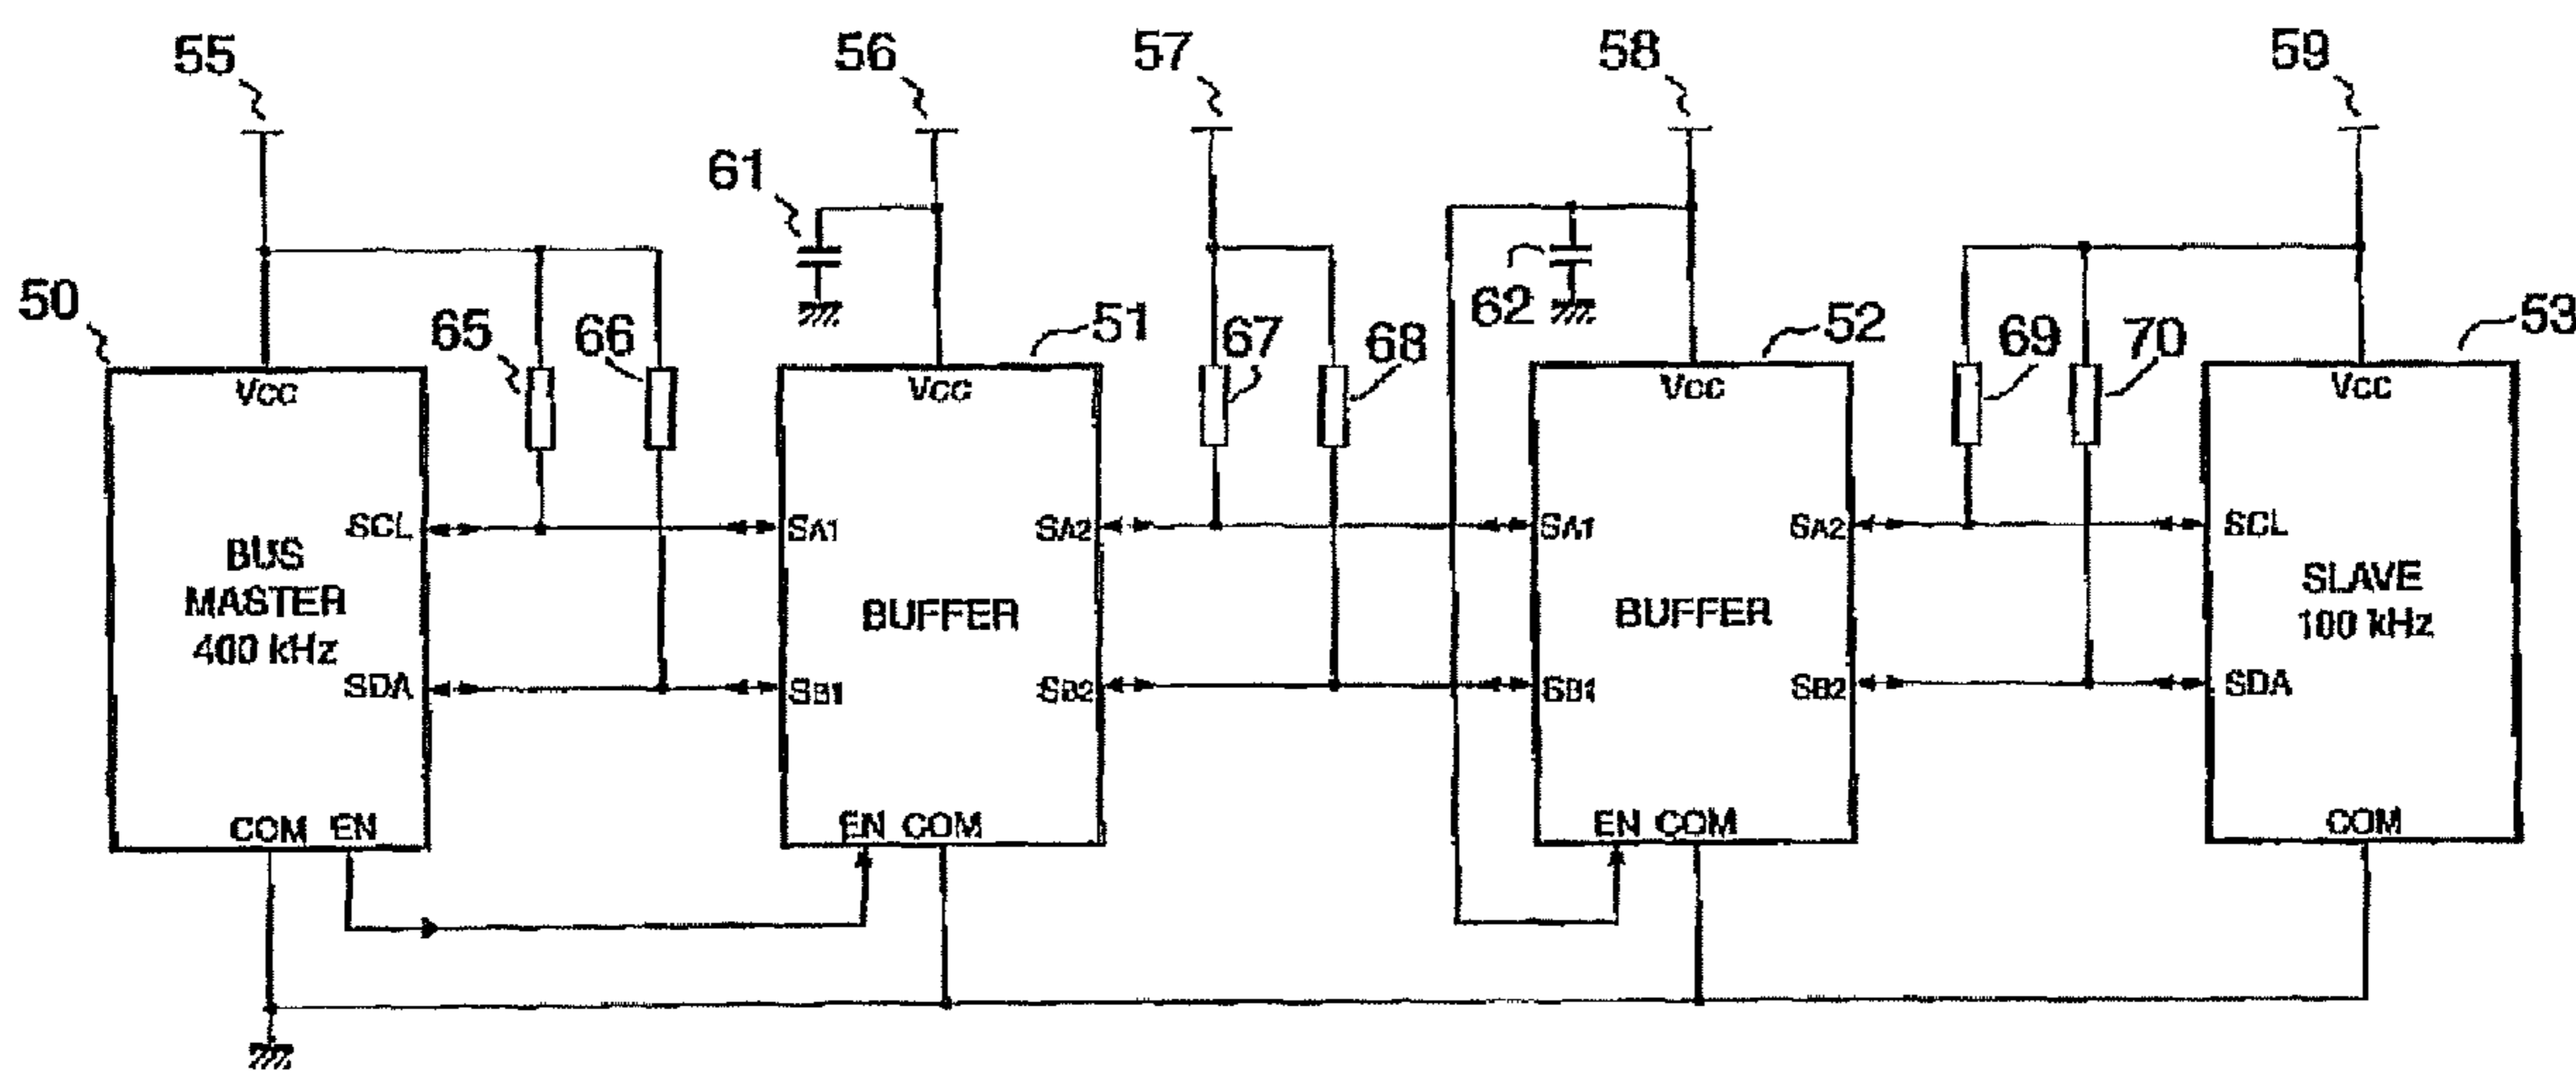 55
56
57
58
59
61
50
65
66
51
67
68
62
52
69
70
53
Vcc
Vcc
Vcc
Vcc
SCL
SA1
SA2
SA1
SA2
SCL
BUS
MASTER
400 kHz
BUFFER
BUFFER
SLAVE
100 kHz
SDA
SB1
SB2
SB1
SB2
SDA
COM EN
EN COM
EN COM
COM